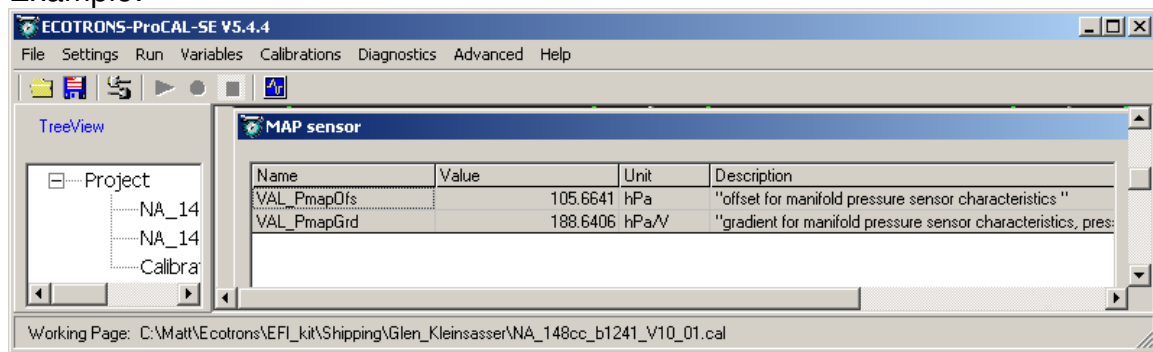 Example:
ECOTRONS-ProCAL-SE V5.4.4
File Settings Run Variables Calibrations Diagnostics Advanced Help
TreeView
MAP sensor
Project
NA_14
NA_14
Calibra
Name Value Unit Description
VAL_PmapOfs 105.6641 hPa "offset for manifold pressure sensor characteristics "
VAL_PmapGrd 188.6406 hPa/V "gradient for manifold pressure sensor characteristics, pres
Working Page: C:\Matt\Ecotrons\EFI_kit\Shipping\Glen_Kleinsasser\NA_148cc_b1241_V10_01.cal